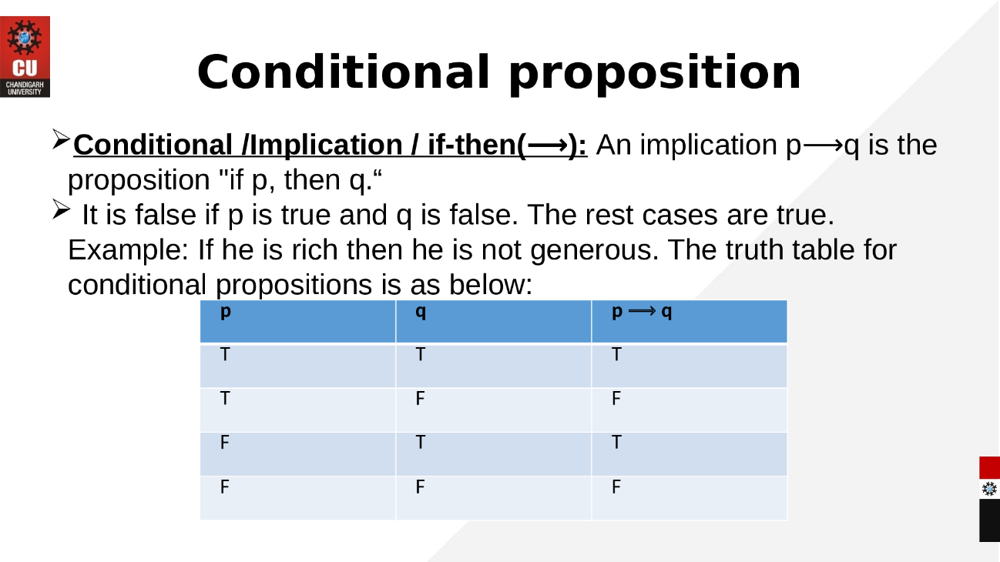 CU
CHANDIGARH
UNIVERSITY
Conditional proposition
➢Conditional /Implication / if-then(⟶): An implication p⟶q is the
proposition "if p, then q.“
➢ It is false if p is true and q is false. The rest cases are true.
Example: If he is rich then he is not generous. The truth table for
conditional propositions is as below:
p q p ⟶ q
T T T
T F F
F T T
F F F